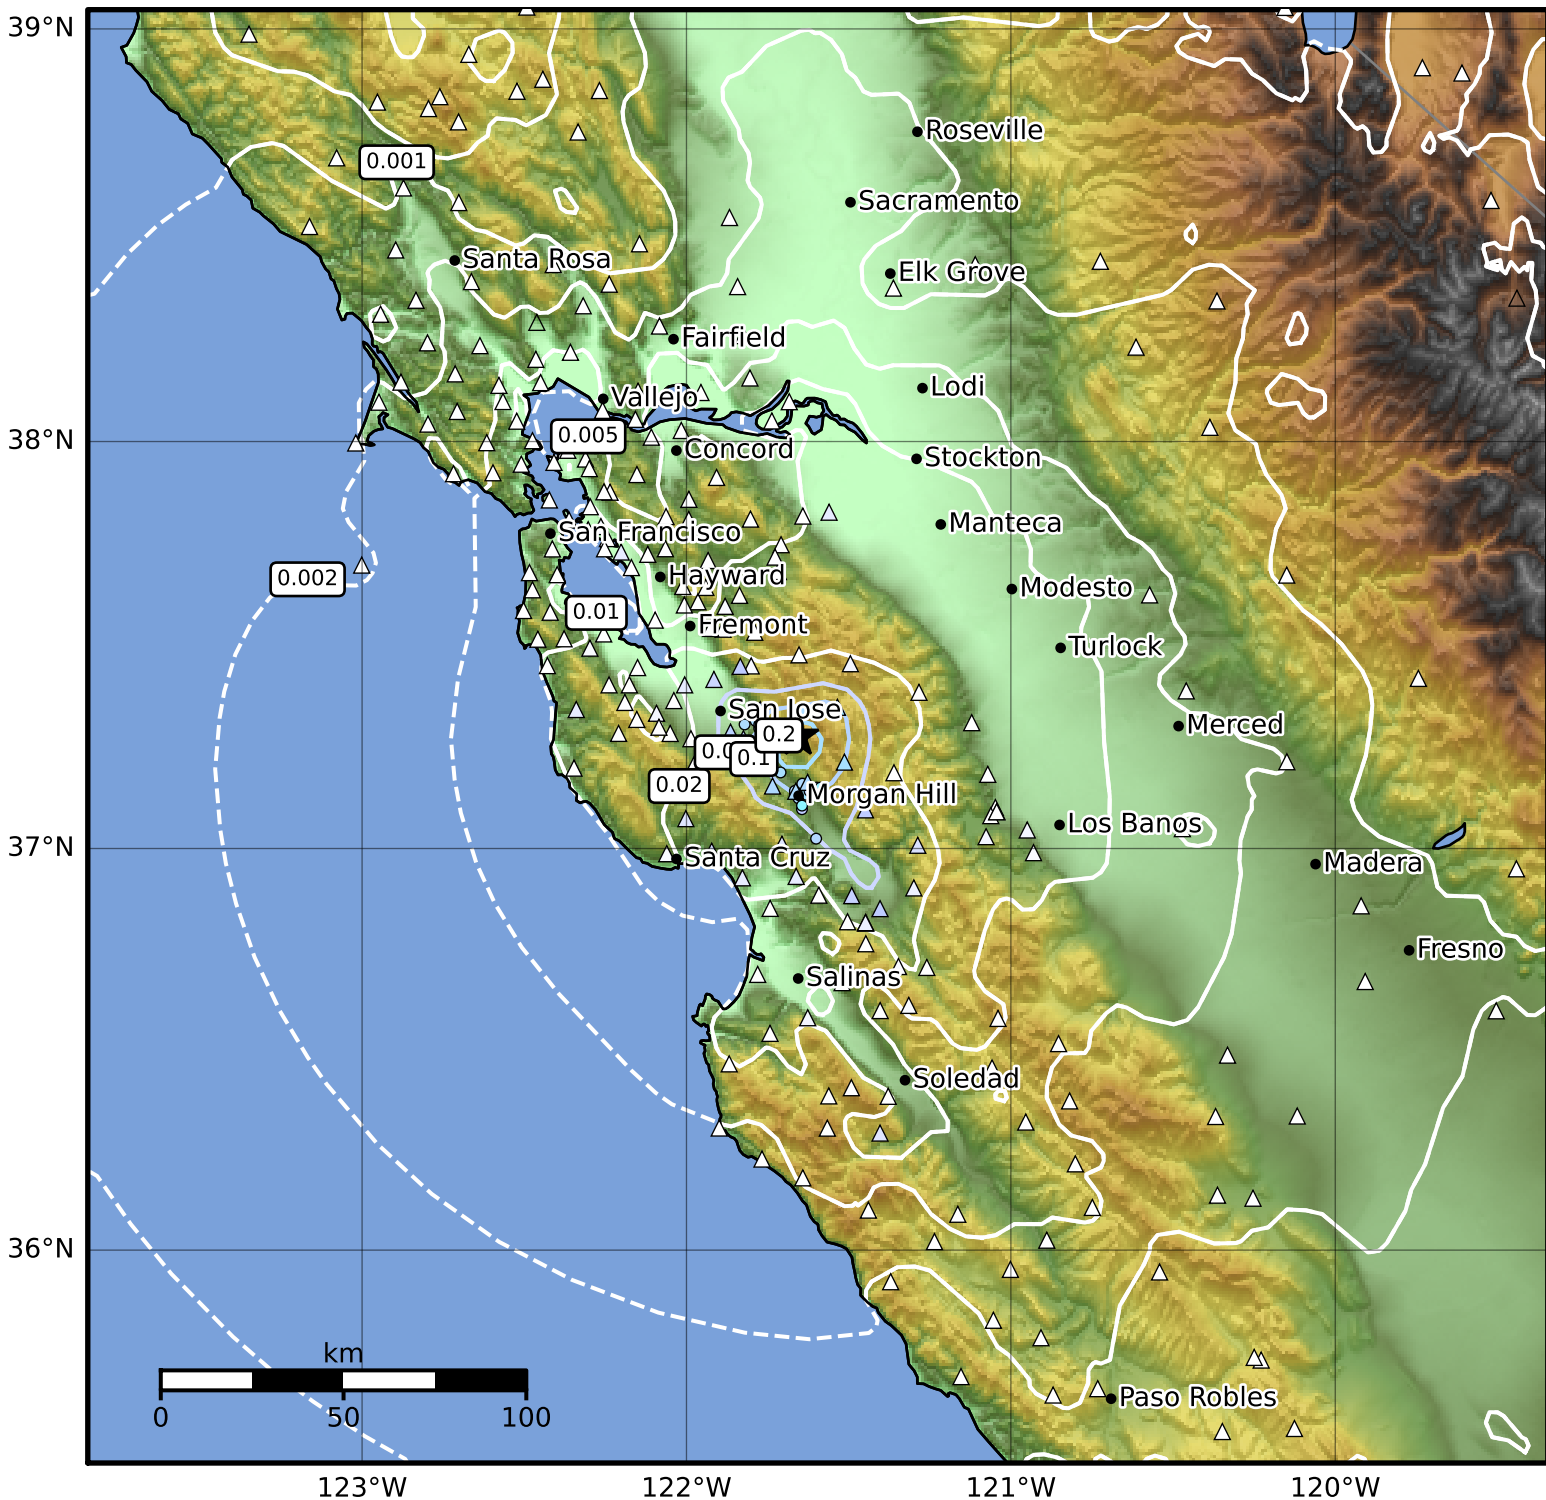 39°N
Roseville
0.001
Sacramento
Santa Rosa
Elk Grove
Fairfield
Lodi
Vallejo
38°N
0.005
Concord
Stockton
San Francisco
Manteca
0.002
Hayward
Modesto
0.01
Fremont
Turlock
San Jose
Merced
0.2
0.1
0.02
Morgan Hill
Los Banos
37°N
Santa Cruz
Madera
Fresno
Salinas
Soledad
36°N
km
0 50 100
Paso Robles
123°W 122°W 121°W 120°W